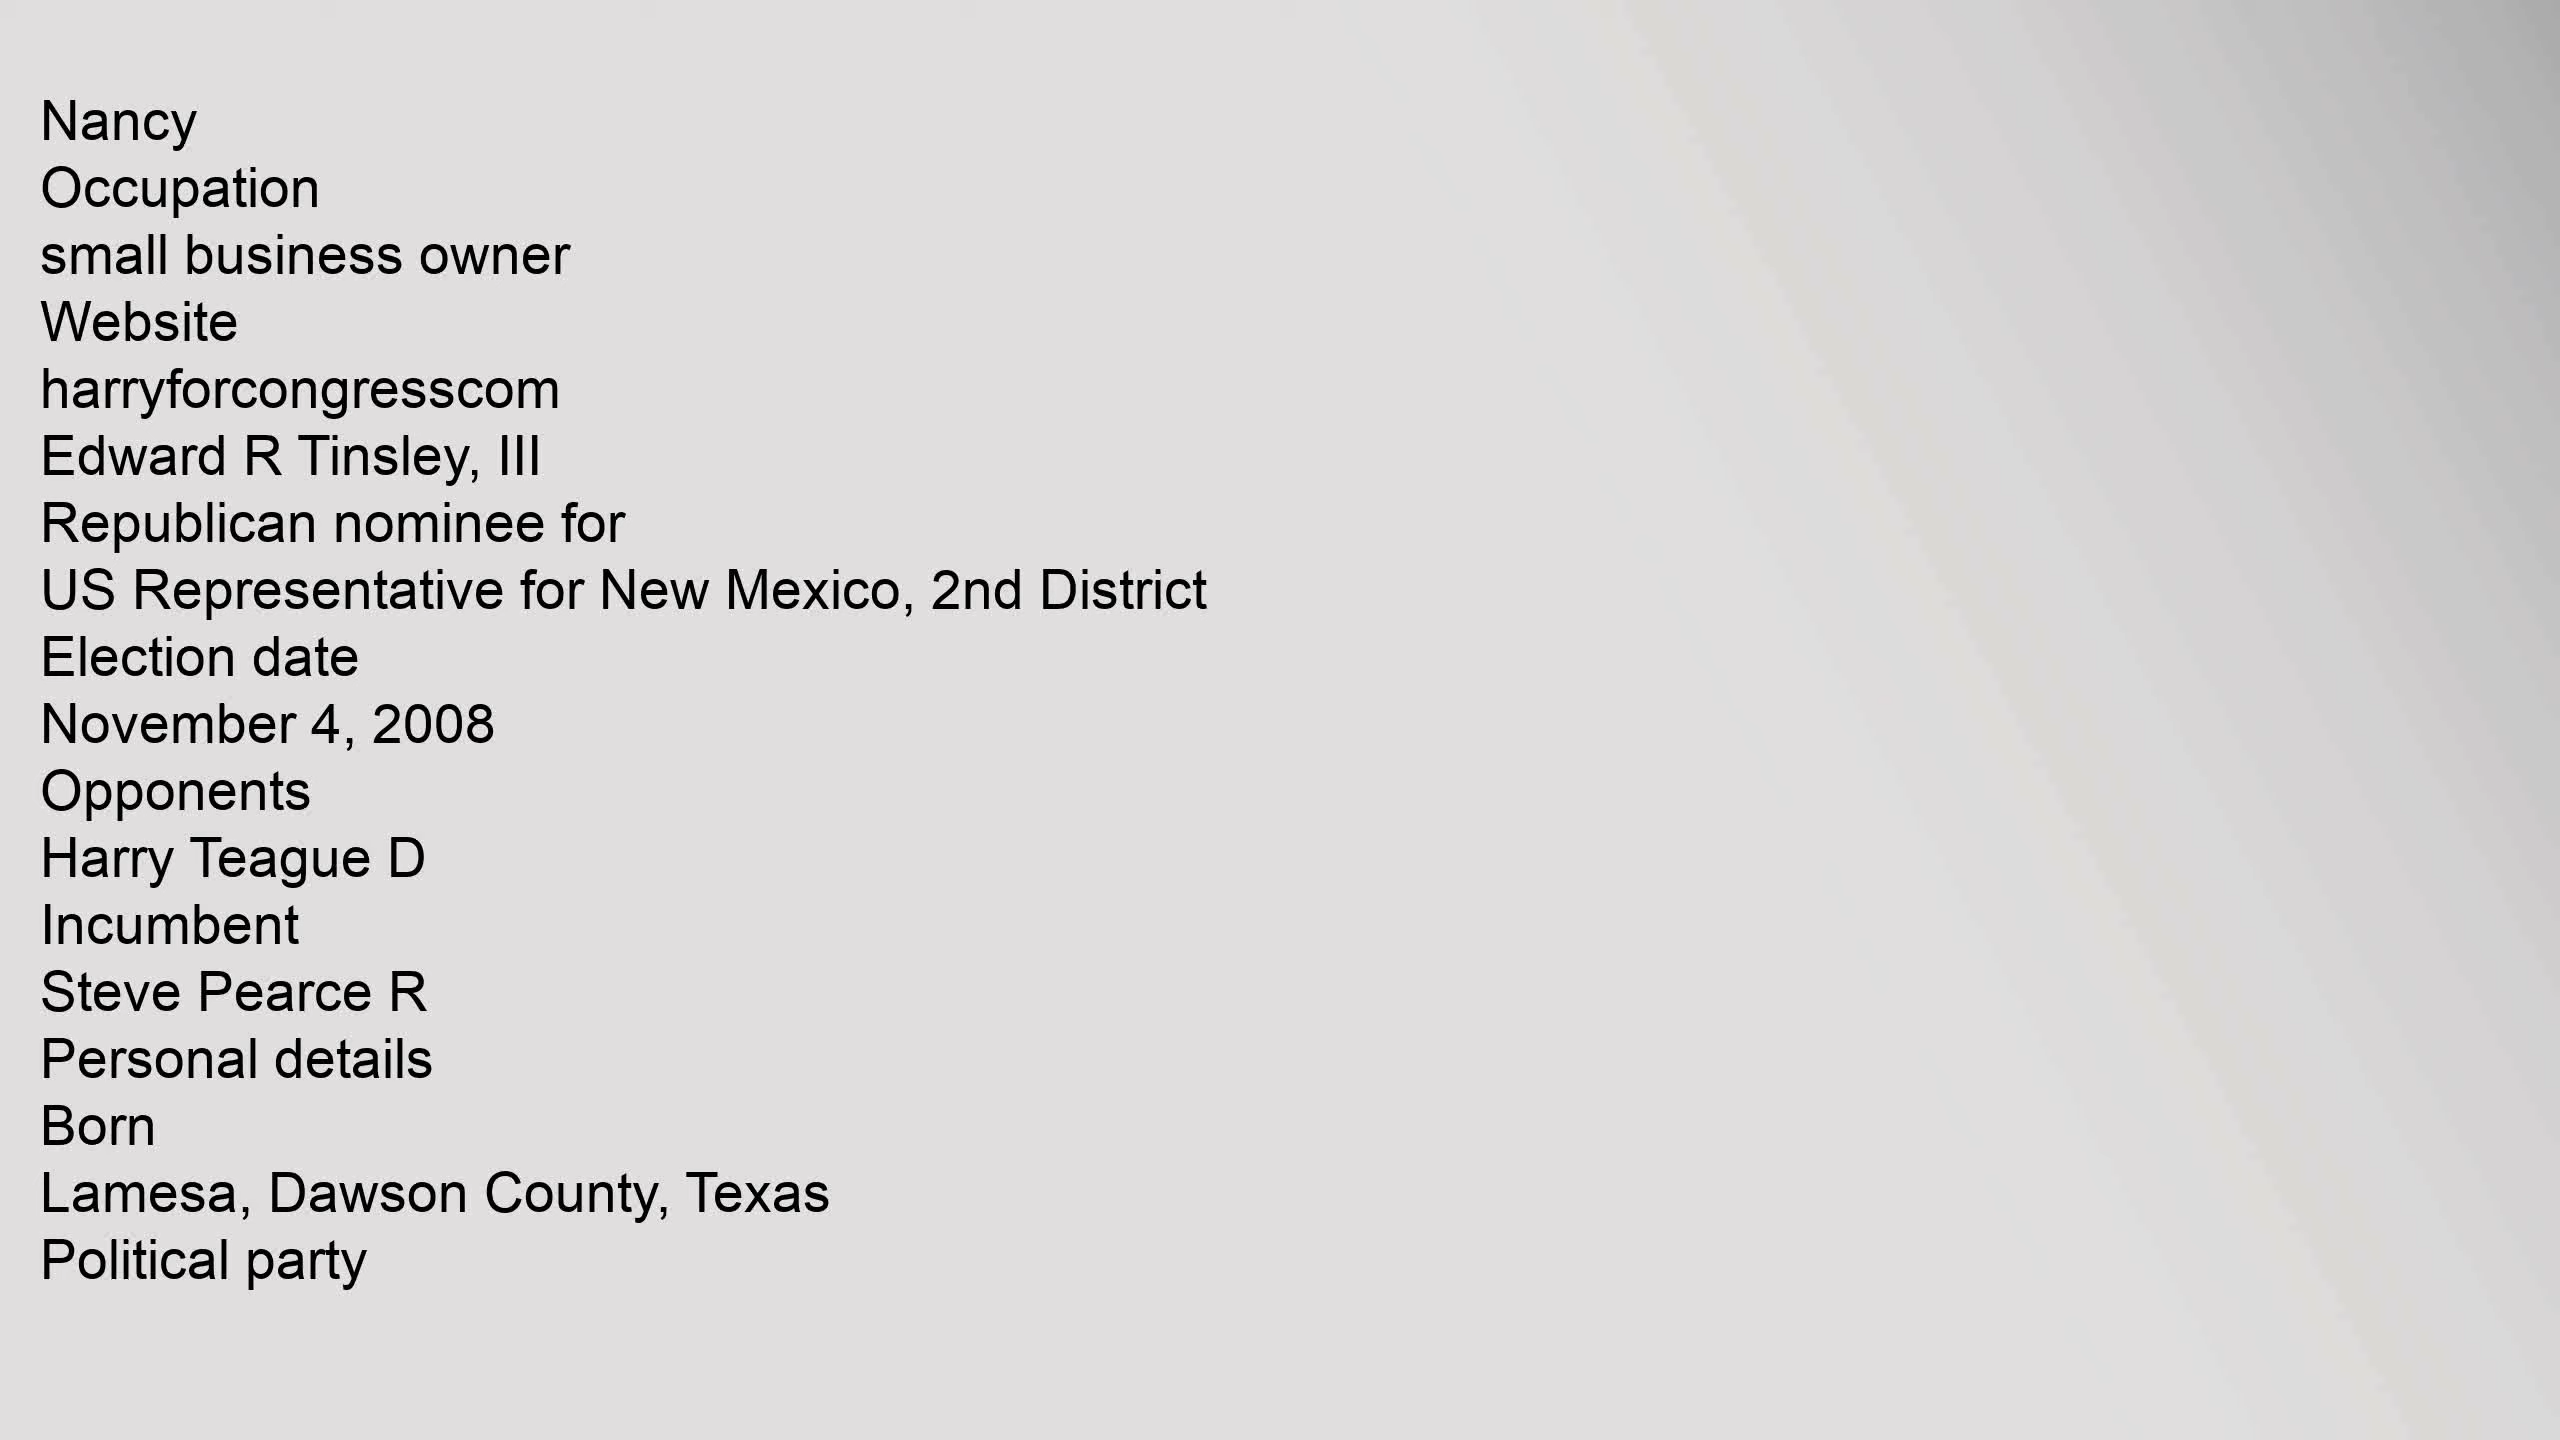 Nancy
Occupation
small business owner
Website
harryforcongresscom
Edward R Tinsley, III
Republican nominee for
US Representative for New Mexico, 2nd District
Election date
November 4, 2008
Opponents
Harry Teague D
Incumbent
Steve Pearce R
Personal details
Born
Lamesa, Dawson County, Texas
Political party